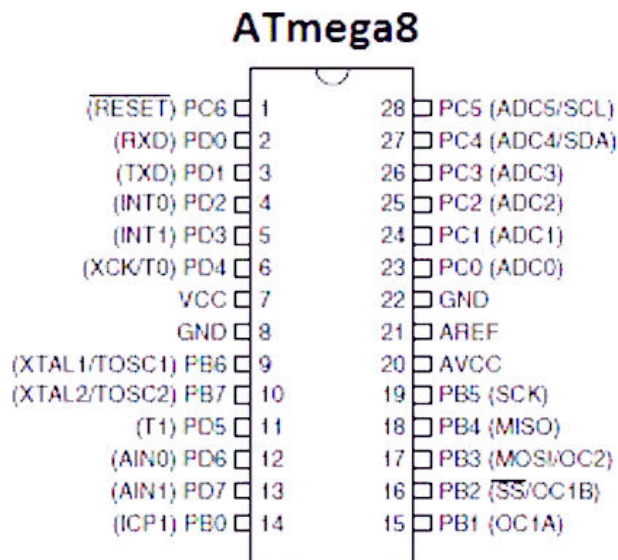 ATmega8
(RESET) PC6 1 28 PC5 (ADC5/SCL)
(RXD) PD0 2 27 PC4 (ADC4/SDA)
(TXD) PD1 3 26 PC3 (ADC3)
(INT0) PD2 4 25 PC2 (ADC2)
(INT1) PD3 5 24 PC1 (ADC1)
(XCK/T0) PD4 6 23 PC0 (ADC0)
VCC 7 22 GND
GND 8 21 AREF
(XTAL1/TOSC1) PB6 9 20 AVCC
(XTAL2/TOSC2) PB7 10 19 PB5 (SCK)
(T1) PD5 11 18 PB4 (MISO)
(AIN0) PD6 12 17 PB3 (MOSI/OC2)
(AIN1) PD7 13 16 PB2 (SS/OC1B)
(ICP1) PB0 14 15 PB1 (OC1A)